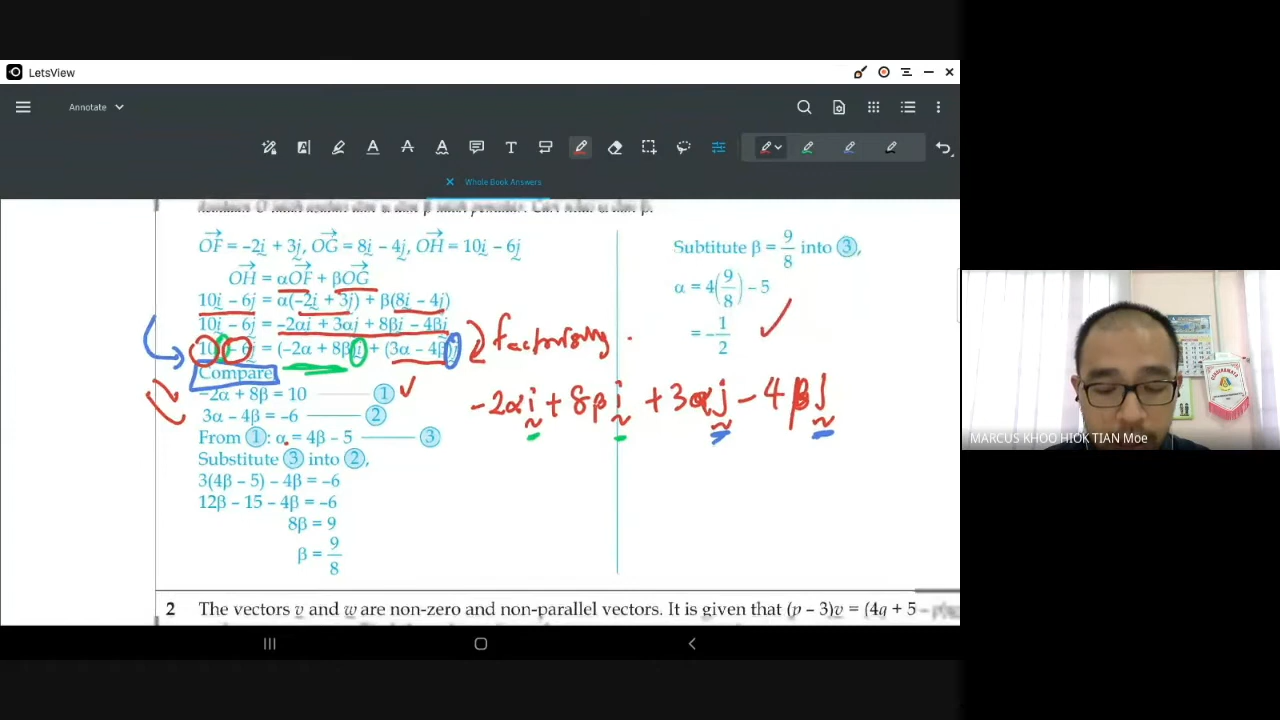 LetsView
Annotate
Whole Book Answers
OF = –2i + 3j, OG = 8i – 4j, OH = 10i – 6j
OH = αOF + βOG
10i – 6j = α(–2i + 3j) + β(8i – 4j)
10i – 6j = –2αi + 3αj + 8βi – 4βj
10i – 6j = (–2α + 8β)i + (3α – 4β)j
factorising
Compare
–2α + 8β = 10 1
3α – 4β = –6 2
From 1: α = 4β – 5 3
Substitute 3 into 2,
3(4β – 5) – 4β = –6
12β – 15 – 4β = –6
8β = 9
β = 9/8
-2αi + 8βi + 3αj - 4βj
Subtitute β = 9/8 into 3,
α = 4(9/8) – 5
= –1/2
2 The vectors v and w are non-zero and non-parallel vectors. It is given that (p – 3)v = (4q + 5
MARCUS KHOO HIOK TIAN Moe